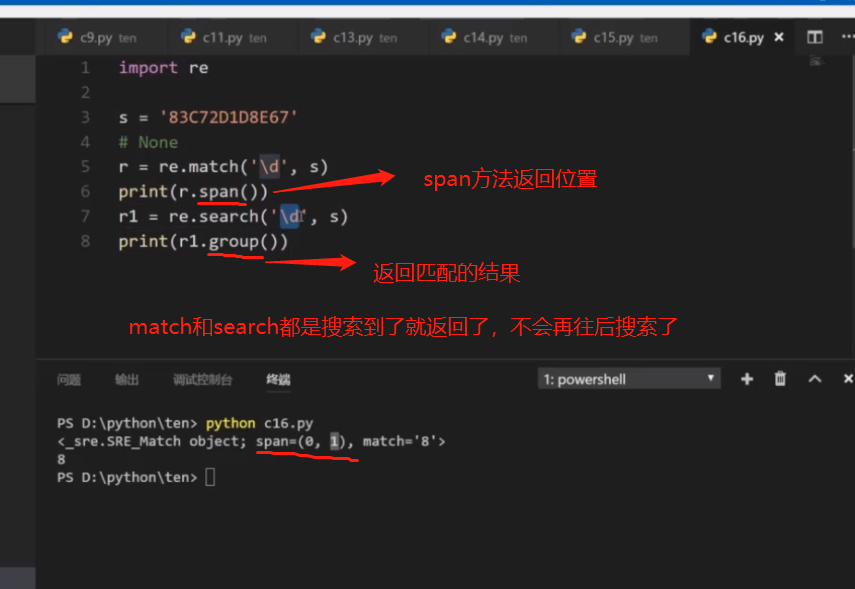 c9.py ten c11.py ten c13.py ten c14.py ten c15.py ten c16.py
1 import re
2
3 s = '83C72D1D8E67'
4 # None
5 r = re.match('\d', s)
6 print(r.span())
span方法返回位置
7 r1 = re.search('\d', s)
8 print(r1.group())
返回匹配的结果
match和search都是搜索到了就返回了，不会再往后搜索了
问题 输出 调试控制台 终端 1: powershell
PS D:\python\ten> python c16.py
<_sre.SRE_Match object; span=(0, 1), match='8'>
8
PS D:\python\ten>